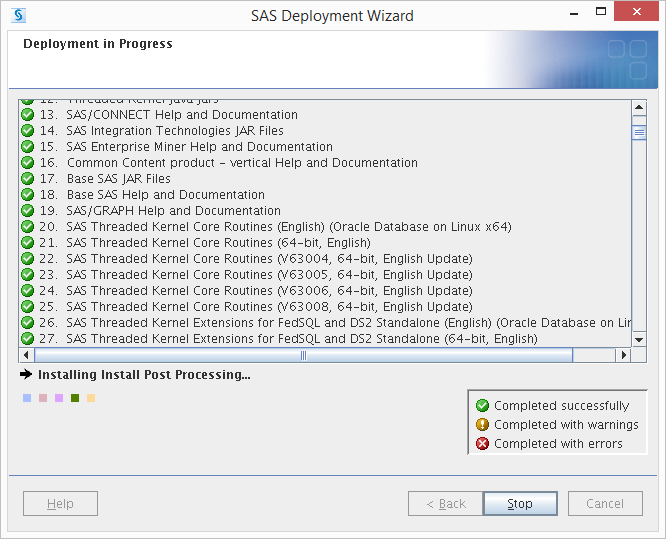 SAS Deployment Wizard
Deployment in Progress
12. Threaded Kernel Java Jars
13. SAS/CONNECT Help and Documentation
14. SAS Integration Technologies JAR Files
15. SAS Enterprise Miner Help and Documentation
16. Common Content product - vertical Help and Documentation
17. Base SAS JAR Files
18. Base SAS Help and Documentation
19. SAS/GRAPH Help and Documentation
20. SAS Threaded Kernel Core Routines (English) (Oracle Database on Linux x64)
21. SAS Threaded Kernel Core Routines (64-bit, English)
22. SAS Threaded Kernel Core Routines (V63004, 64-bit, English Update)
23. SAS Threaded Kernel Core Routines (V63005, 64-bit, English Update)
24. SAS Threaded Kernel Core Routines (V63006, 64-bit, English Update)
25. SAS Threaded Kernel Core Routines (V63008, 64-bit, English Update)
26. SAS Threaded Kernel Extensions for FedSQL and DS2 Standalone (English) (Oracle Database on Lin
27. SAS Threaded Kernel Extensions for FedSQL and DS2 Standalone (64-bit, English)
Installing Install Post Processing...
Completed successfully
Completed with warnings
Completed with errors
Help
< Back
Stop
Cancel